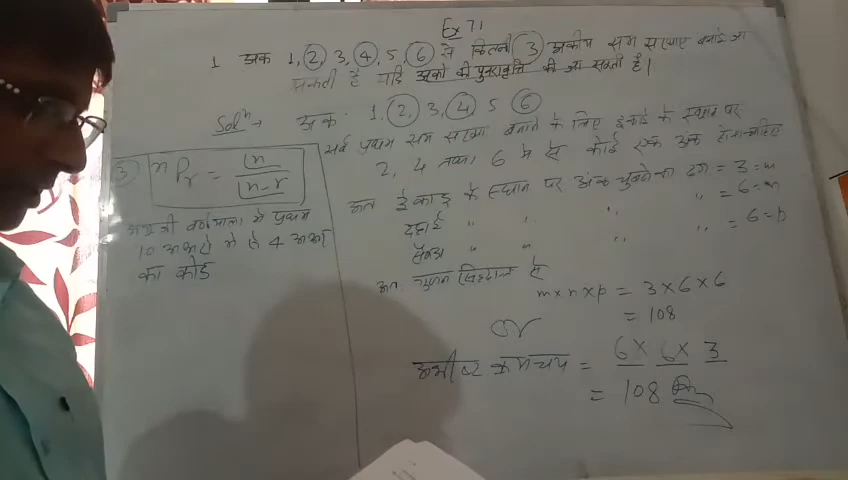 Ex 7.1
1 अंक 1, 2, 3, 4, 5, 6 से कितनी 3 अंकीय सम संख्याएं बनाई जा
सकती हैं यदि अंकों की पुनरावृत्ति की जा सकती है।
Solⁿ → अंक 1, 2, 3, 4, 5 6
सर्व प्रथम सम संख्या बनाने के लिए इकाई के स्थान पर
2, 4 तथा 6 में से कोई एक अंक होना चाहिए
अतः ईकाई के स्थान पर अंक चुनने का ढंग = 3 = m
दहाई " " " " = 6 = n
सैकड़ा " " " " = 6 = p
अतः गुणन सिद्धान्त से
m × n × p = 3 × 6 × 6
= 108
or
अभीष्ट क्रमचय = 6 × 6 × 3
= 108 Ans
3 nPr = ⌊n / ⌊n-r
वर्णमाला में प्रथम
10 अक्षरों में से 4 अक्षर
का कोई